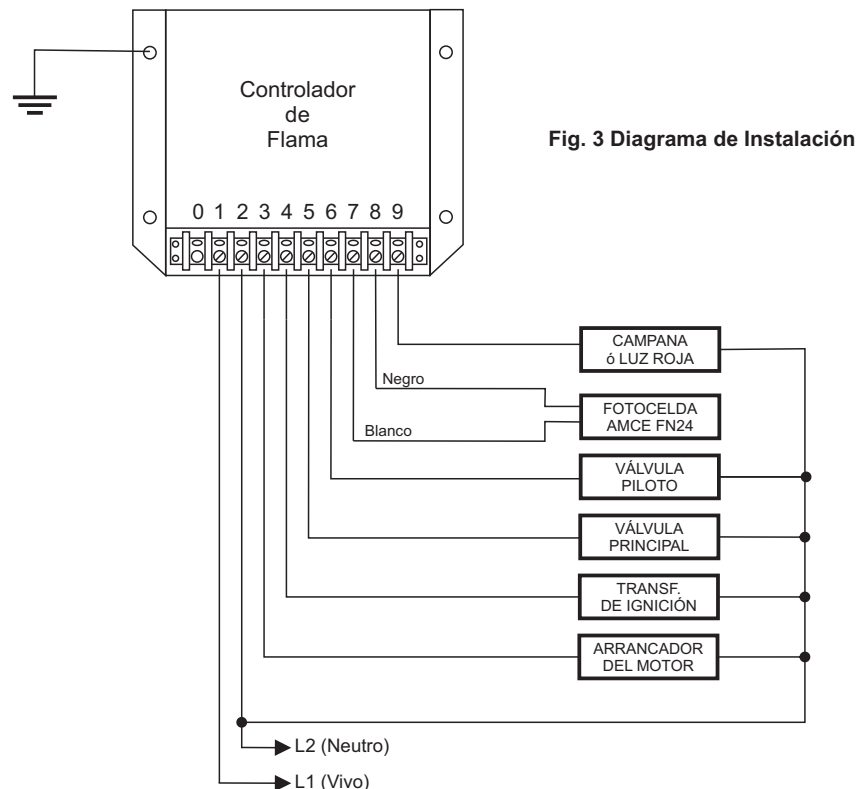 Controlador
de
Flama
Fig. 3 Diagrama de Instalación
0 1 2 3 4 5 6 7 8 9
CAMPANA
ó LUZ ROJA
Negro
FOTOCELDA
AMCE FN24
Blanco
VÁLVULA
PILOTO
VÁLVULA
PRINCIPAL
TRANSF.
DE IGNICIÓN
ARRANCADOR
DEL MOTOR
L2 (Neutro)
L1 (Vivo)